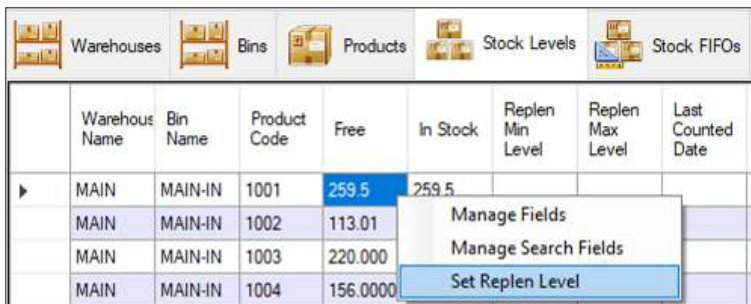 Warehouses Bins Products Stock Levels Stock FIFOs
Warehous Name Bin Name Product Code Free In Stock Replen Min Level Replen Max Level Last Counted Date
MAIN MAIN-IN 1001 259.5 259.5
MAIN MAIN-IN 1002 113.01
Manage Fields
MAIN MAIN-IN 1003 220.000
Manage Search Fields
MAIN MAIN-IN 1004 156.0000
Set Replen Level